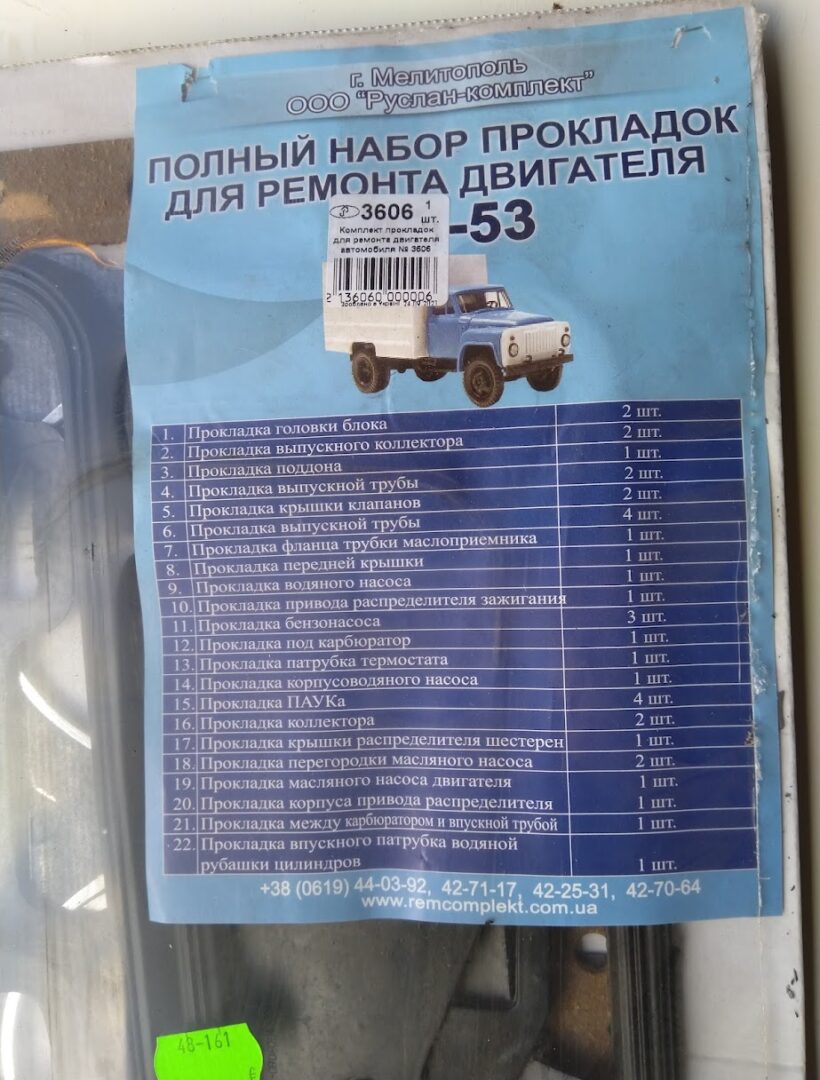 г. Мелитополь
ООО "Руслан-комплект"
ПОЛНЫЙ НАБОР ПРОКЛАДОК
ДЛЯ РЕМОНТА ДВИГАТЕЛЯ
-53
3606 1 шт.
Комплект прокладок
для ремонта двигателя
автомобиля № 3606
2 136060 000006
1. Прокладка головки блока 2 шт.
2. Прокладка выпускного коллектора 2 шт.
3. Прокладка поддона 1 шт.
4. Прокладка выпускной трубы 2 шт.
5. Прокладка крышки клапанов 2 шт.
6. Прокладка выпускной трубы 4 шт.
7. Прокладка фланца трубки маслоприемника 1 шт.
8. Прокладка передней крышки 1 шт.
9. Прокладка водяного насоса 1 шт.
10. Прокладка привода распределителя зажигания 1 шт.
11. Прокладка бензонасоса 3 шт.
12. Прокладка под карбюратор 1 шт.
13. Прокладка патрубка термостата 1 шт.
14. Прокладка корпусоводяного насоса 1 шт.
15. Прокладка ПАУКа 4 шт.
16. Прокладка коллектора 2 шт.
17. Прокладка крышки распределителя шестерен 1 шт.
18. Прокладка перегородки масляного насоса 2 шт.
19. Прокладка масляного насоса двигателя 1 шт.
20. Прокладка корпуса привода распределителя 1 шт.
21. Прокладка между карбюратором и впускной трубой 1 шт.
22. Прокладка впускного патрубка водяной
рубашки цилиндров 1 шт.
+38 (0619) 44-03-92, 42-71-17, 42-25-31, 42-70-64
www.remcomplekt.com.ua
48-161
€